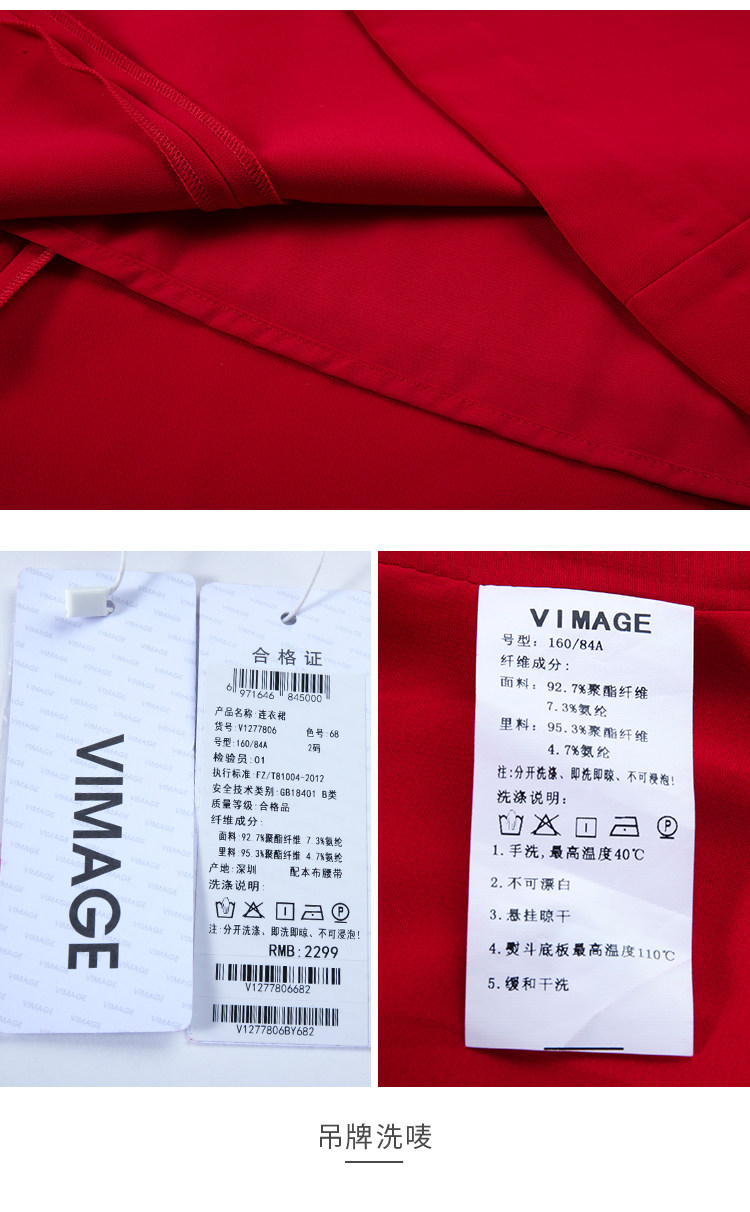 VIMAGE
合格证
6 971646 845000
产品名称:连衣裙
货号:V1277806 色号:68
号型:160/84A 2码
检验员:01
执行标准:FZ/T81004-2012
安全技术类别:GB18401 B类
质量等级:合格品
纤维成分:
面料:92.7%聚酯纤维 7.3%氨纶
里料:95.3%聚酯纤维 4.7%氨纶
产地:深圳 配本布腰带
洗涤说明:
注:分开洗涤、即洗即晾、不可浸泡!
RMB:2299
V1277806682
V1277806BY682
VIMAGE
号型: 160/84A
纤维成分:
面料: 92.7%聚酯纤维
7.3%氨纶
里料: 95.3%聚酯纤维
4.7%氨纶
注:分开洗涤、即洗即晾、不可浸泡!
洗涤说明:
1.手洗,最高温度40℃
2.不可漂白
3.悬挂晾干
4.熨斗底板最高温度110℃
5.缓和干洗
吊牌洗唛